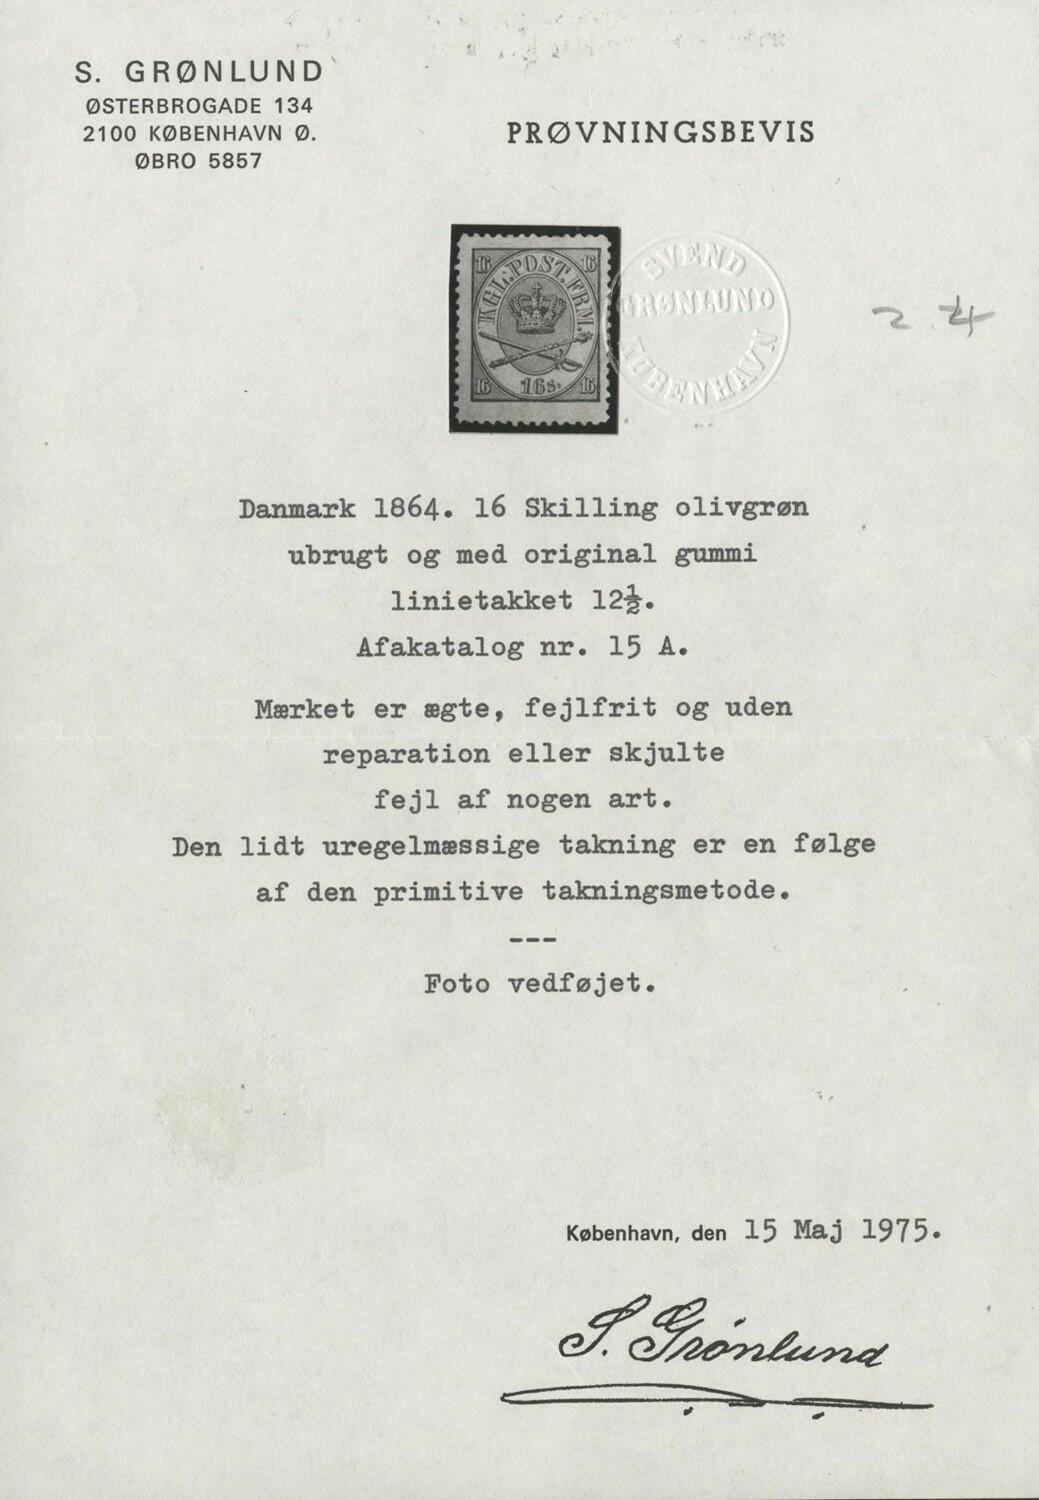 S. GRØNLUND
ØSTERBROGADE 134
2100 KØBENHAVN Ø.
ØBRO 5857
PRØVNINGSBEVIS
16 16
KGL. POST. FRM.
16 16s. 16
SVEND
GRØNLUND
KØBENHAVN
Danmark 1864. 16 Skilling olivgrøn
ubrugt og med original gummi
linietakket 12½.
Afakatalog nr. 15 A.
Mærket er ægte, fejlfrit og uden
reparation eller skjulte
fejl af nogen art.
Den lidt uregelmæssige takning er en følge
af den primitive takningsmetode.
---
Foto vedføjet.
København, den 15 Maj 1975.
S. Grønlund